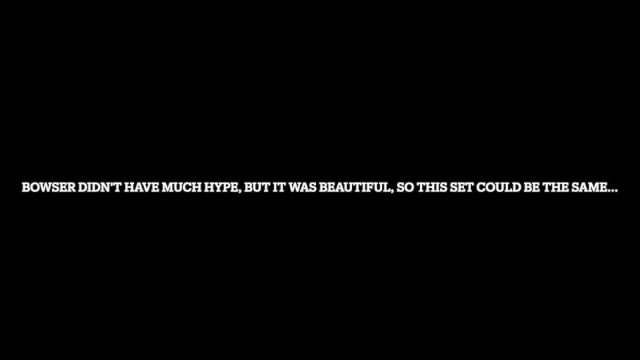 BOWSER DIDN'T HAVE MUCH HYPE, BUT IT WAS BEAUTIFUL, SO THIS SET COULD BE THE SAME...